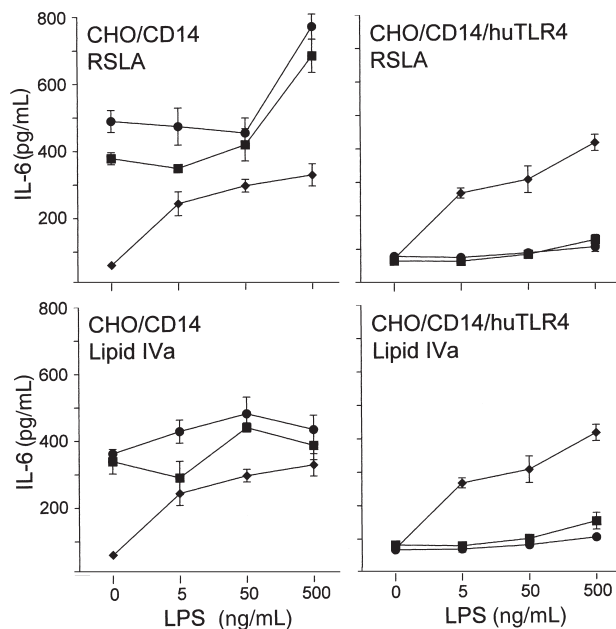 800
600
400
200
IL-6 (pg/mL)
CHO/CD14
RSLA
CHO/CD14/huTLR4
RSLA
800
600
400
200
IL-6 (pg/mL)
CHO/CD14
Lipid IVa
CHO/CD14/huTLR4
Lipid IVa
0 5 50 500
LPS (ng/mL)
0 5 50 500
LPS (ng/mL)